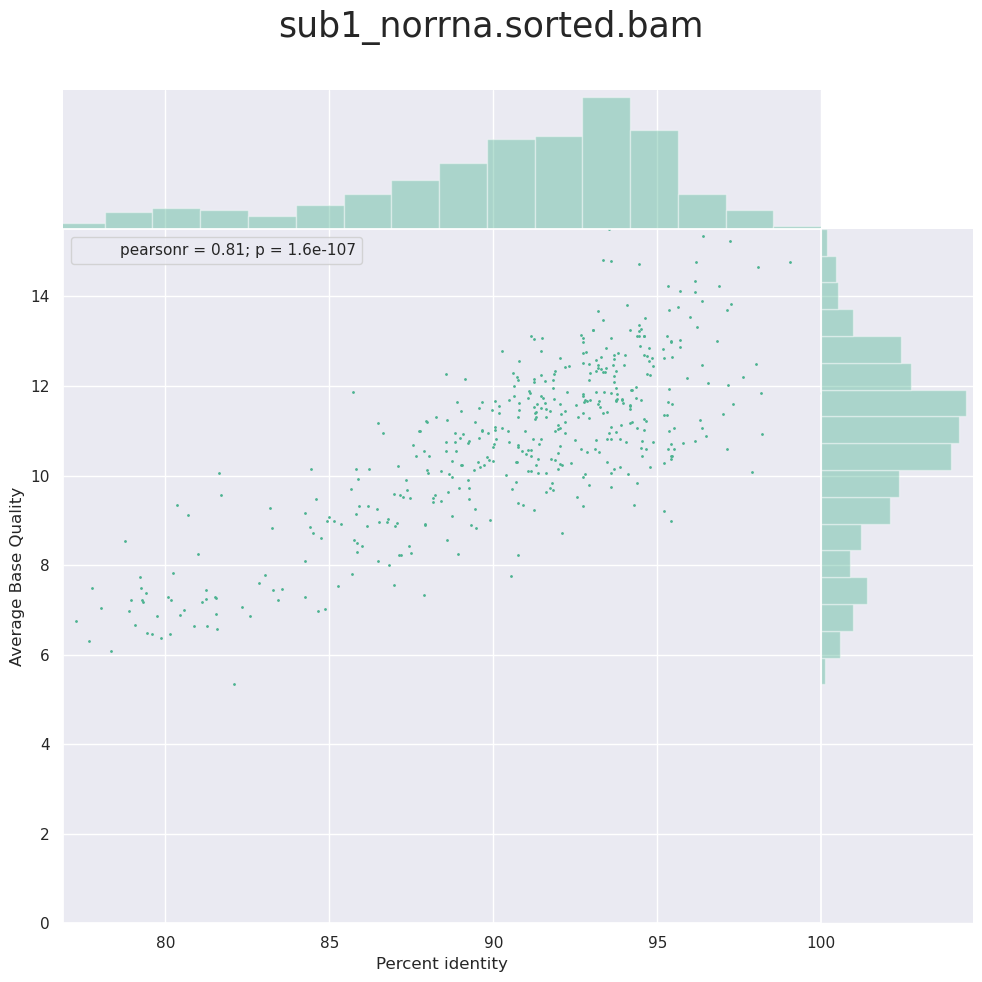 sub1_norrna.sorted.bam
pearsonr = 0.81; p = 1.6e-107
14
12
10
8
6
4
2
0
Average Base Quality
80 85 90 95 100
Percent identity